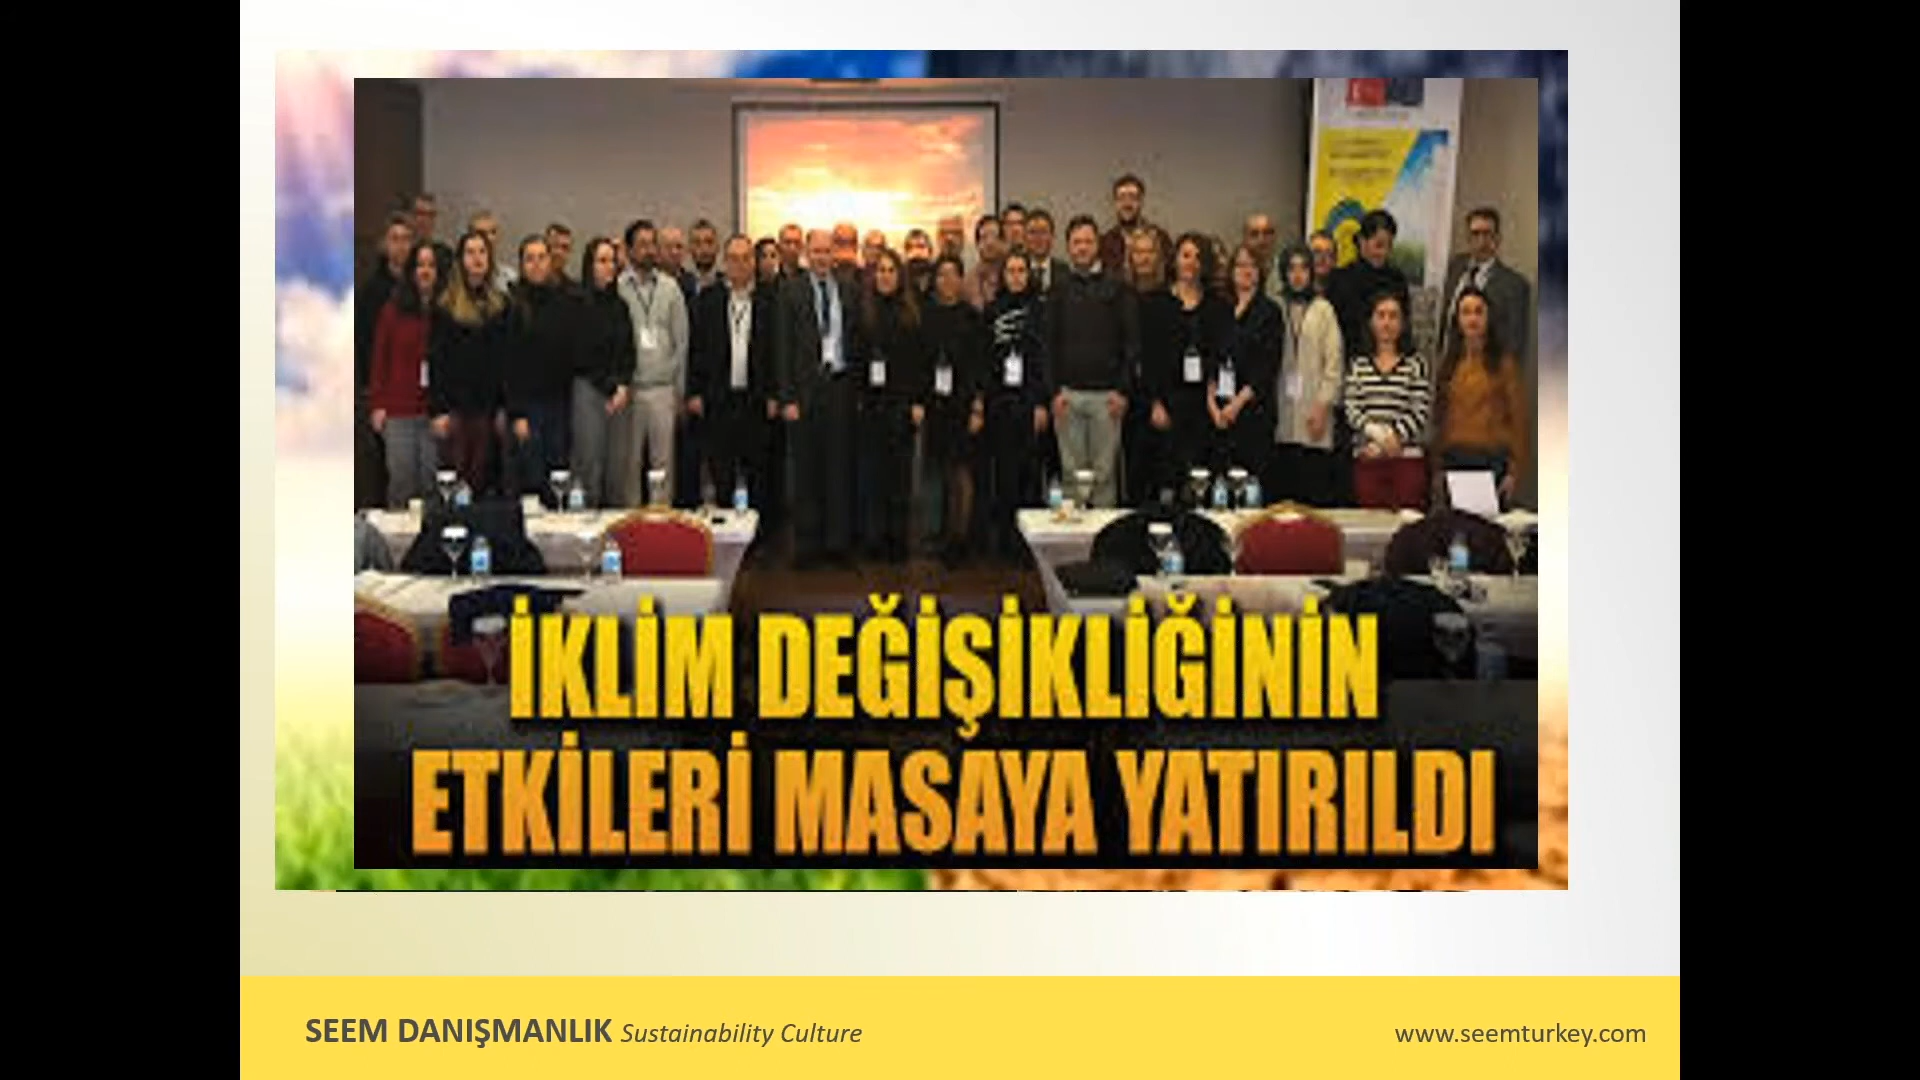 İKLİM DEĞİŞİKLİĞİNİN
ETKİLERİ MASAYA YATIRILDI
SEEM DANIŞMANLIK Sustainability Culture
www.seemturkey.com